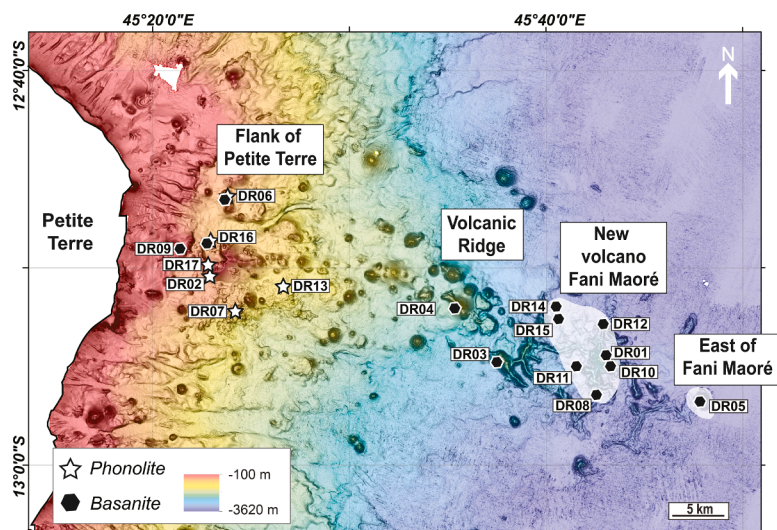 45°20'0"E
45°40'0"E
12°40'0"S
N
Flank of
Petite Terre
DR06
Petite
Terre
Volcanic
Ridge
New
volcano
Fani Maoré
DR09
DR16
DR17
DR02
DR13
DR07
DR04
DR14
DR15
DR12
DR03
DR01
DR11
DR10
East of
Fani Maoré
DR08
DR05
13°0'0"S
Phonolite
Basanite
-100 m
-3620 m
5 km